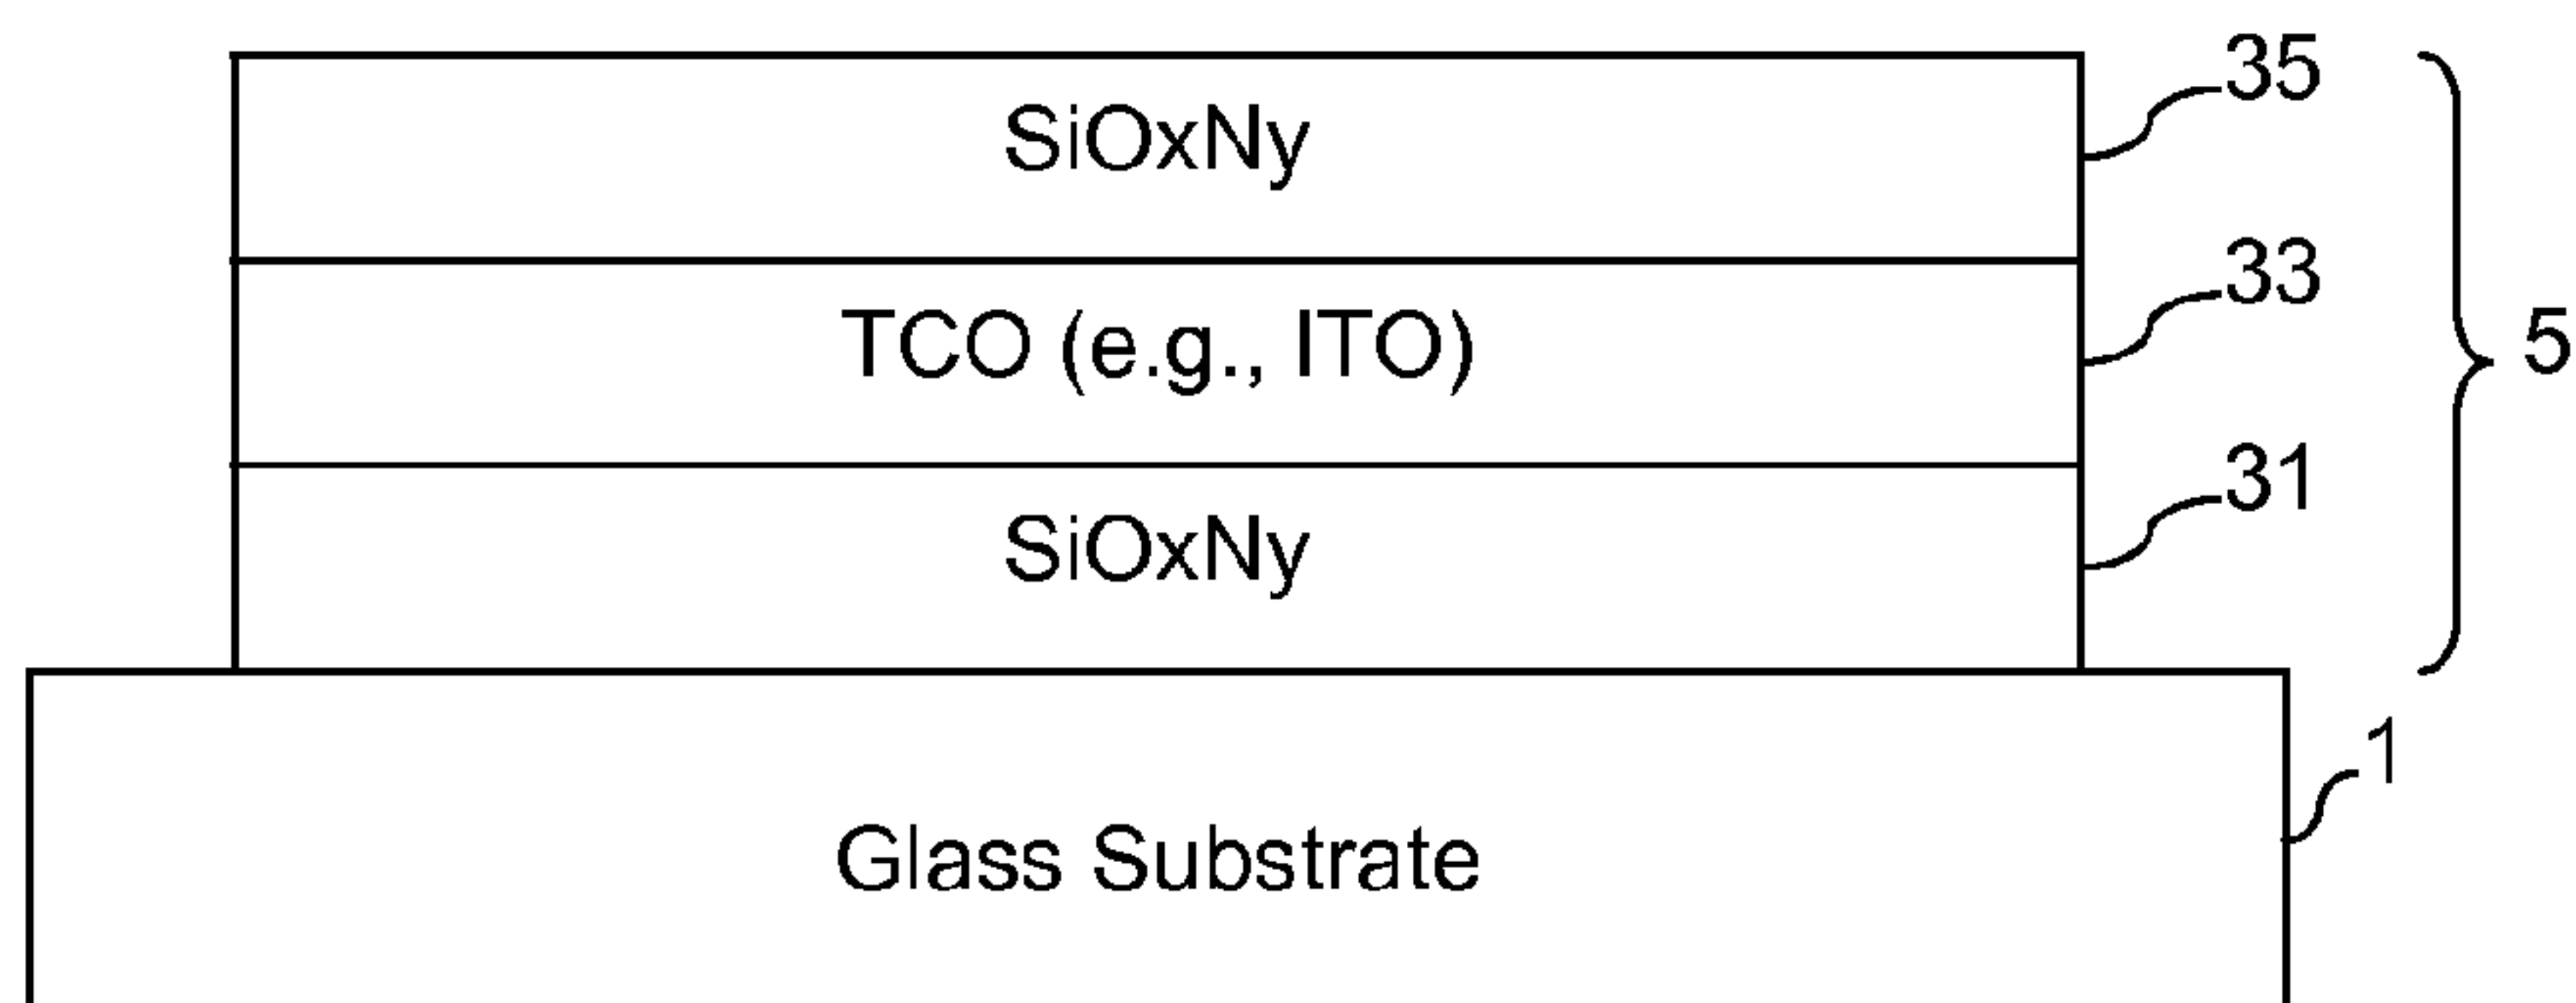 SiOxNy
35
TCO (e.g., ITO)
33
5
SiOxNy
31
1
Glass Substrate